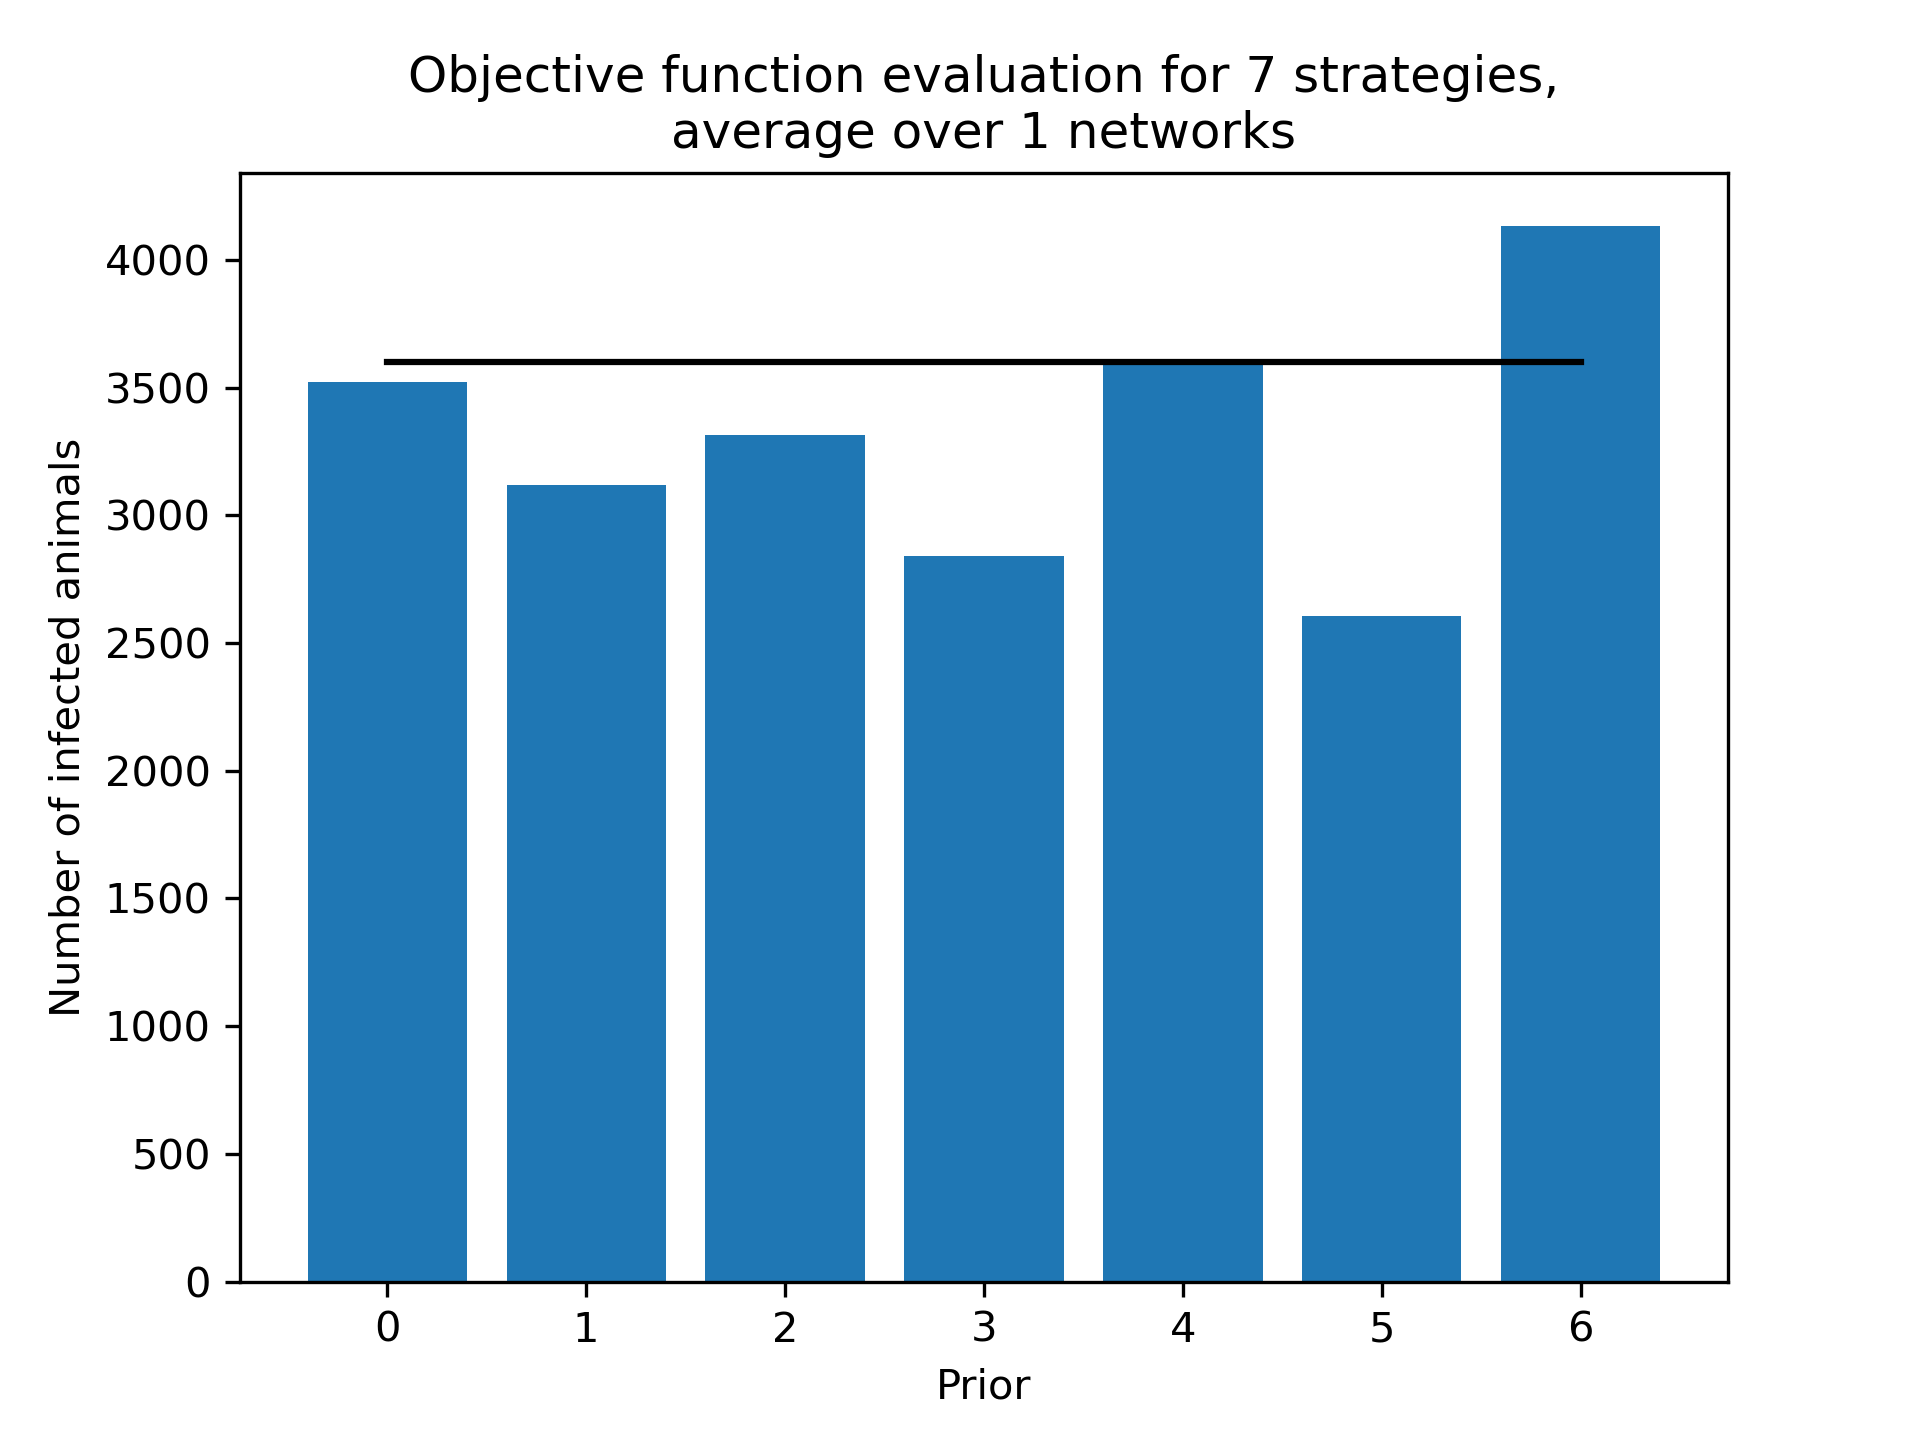 Objective function evaluation for 7 strategies,
average over 1 networks
Number of infected animals
4000
3500
3000
2500
2000
1500
1000
500
0
0 1 2 3 4 5 6
Prior